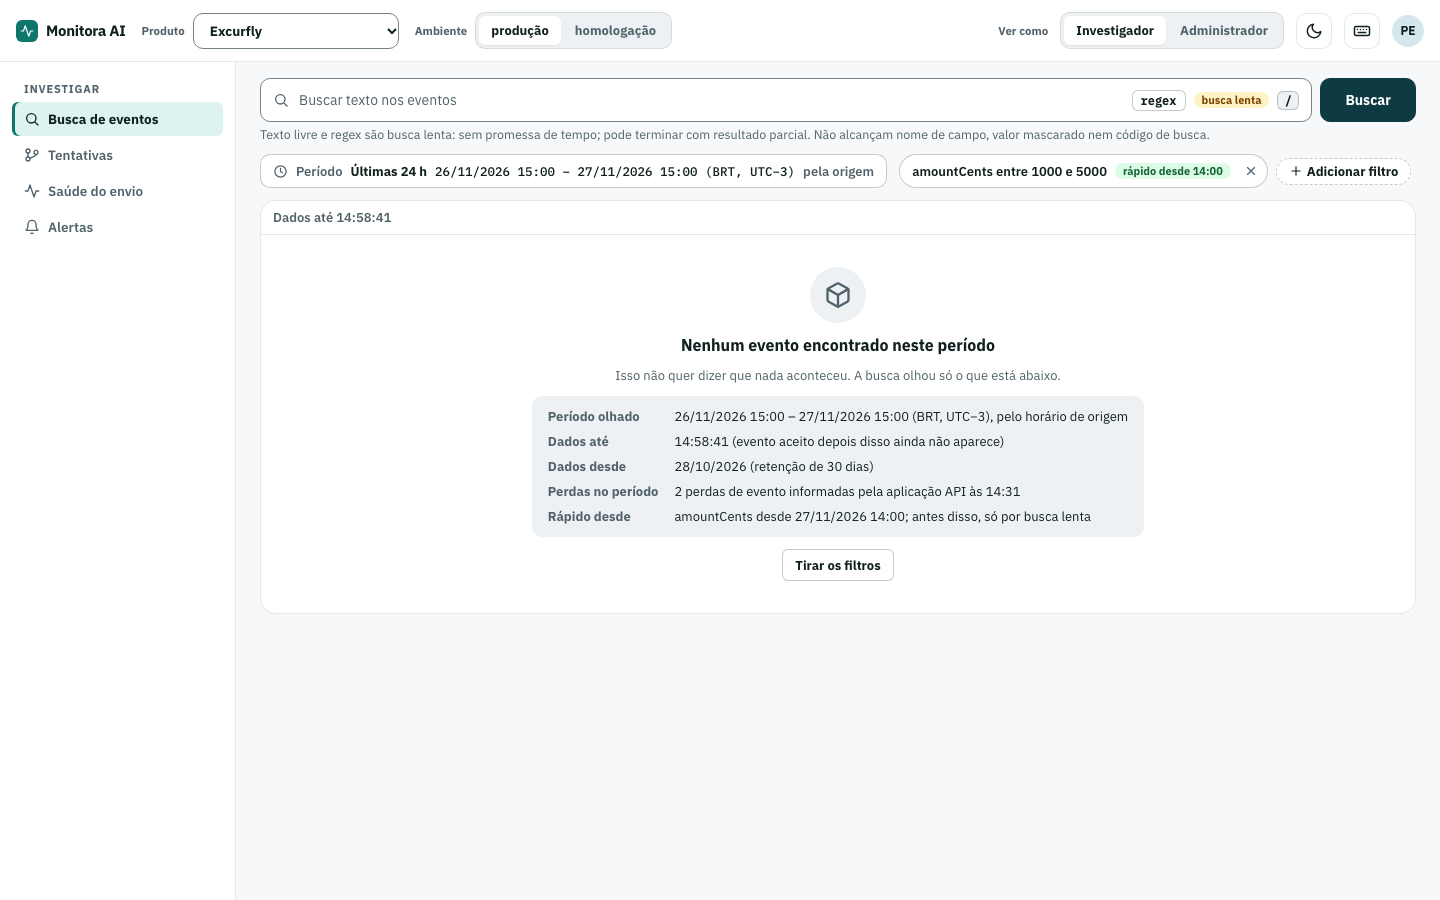 Monitora AI
Produto
Excurfly
Ambiente
produção
homologação
Ver como
Investigador
Administrador
PE
INVESTIGAR
Busca de eventos
Tentativas
Saúde do envio
Alertas
Buscar texto nos eventos
regex
busca lenta
/
Buscar
Texto livre e regex são busca lenta: sem promessa de tempo; pode terminar com resultado parcial. Não alcançam nome de campo, valor mascarado nem código de busca.
Período Últimas 24 h 26/11/2026 15:00 – 27/11/2026 15:00 (BRT, UTC−3) pela origem
amountCents entre 1000 e 5000 rápido desde 14:00
Adicionar filtro
Dados até 14:58:41
Nenhum evento encontrado neste período
Isso não quer dizer que nada aconteceu. A busca olhou só o que está abaixo.
Período olhado 26/11/2026 15:00 – 27/11/2026 15:00 (BRT, UTC−3), pelo horário de origem
Dados até 14:58:41 (evento aceito depois disso ainda não aparece)
Dados desde 28/10/2026 (retenção de 30 dias)
Perdas no período 2 perdas de evento informadas pela aplicação API às 14:31
Rápido desde amountCents desde 27/11/2026 14:00; antes disso, só por busca lenta
Tirar os filtros